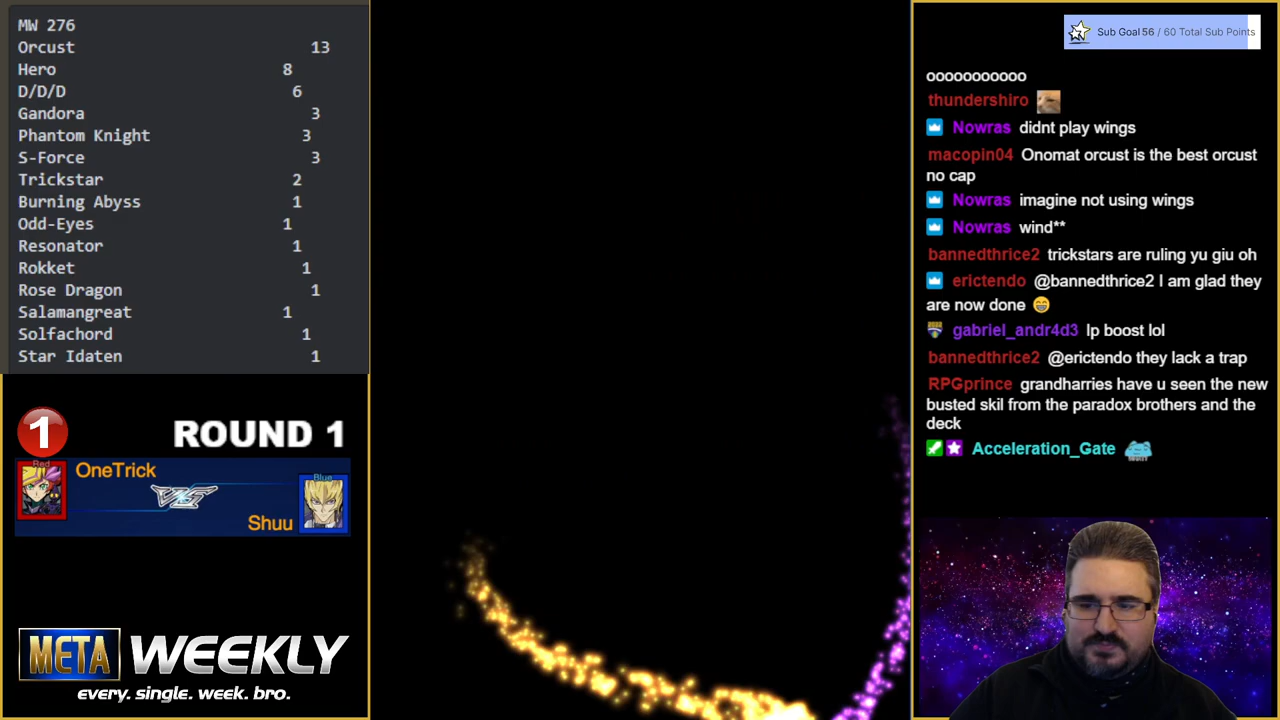 MW 276
Orcust 13
Hero 8
D/D/D 6
Gandora 3
Phantom Knight 3
S-Force 3
Trickstar 2
Burning Abyss 1
Odd-Eyes 1
Resonator 1
Rokket 1
Rose Dragon 1
Salamangreat 1
Solfachord 1
Star Idaten 1
1 ROUND 1
Red
OneTrick
VS
Blue
Shuu
META WEEKLY
every. single. week. bro.
Sub Goal 56 / 60 Total Sub Points
ooooooooooo
thundershiro
Nowras didnt play wings
macopin04 Onomat orcust is the best orcust
no cap
Nowras imagine not using wings
Nowras wind**
bannedthrice2 trickstars are ruling yu giu oh
erictendo @bannedthrice2 I am glad they
are now done 😁
gabriel_andr4d3 lp boost lol
bannedthrice2 @erictendo they lack a trap
RPGprince grandharries have u seen the new
busted skil from the paradox brothers and the
deck
Acceleration_Gate